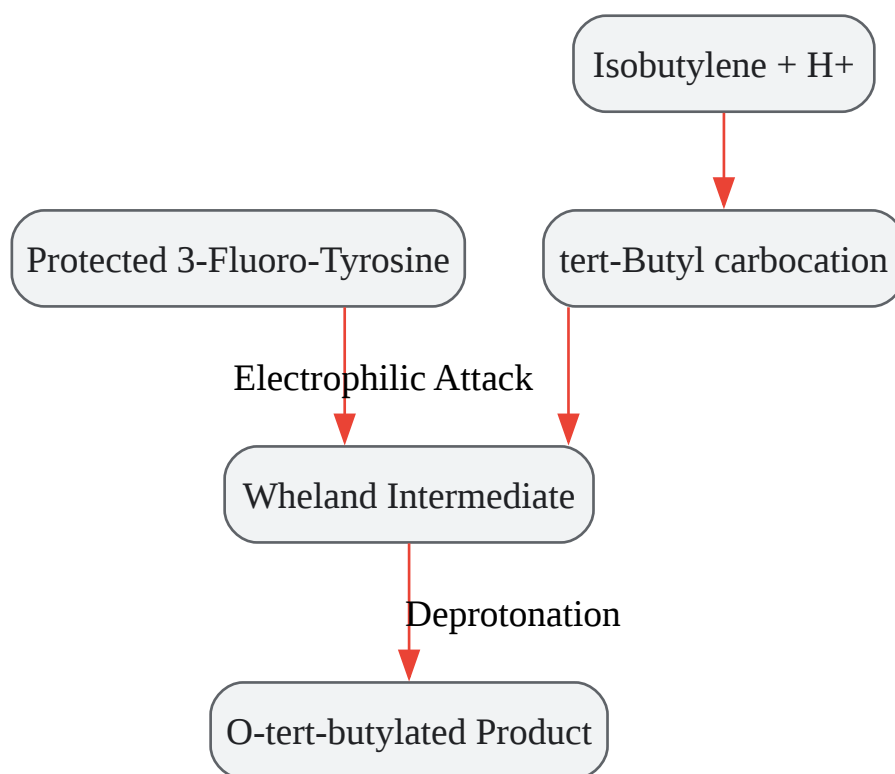 Isobutylene + H+
Protected 3-Fluoro-Tyrosine
tert-Butyl carbocation
Electrophilic Attack
Wheland Intermediate
Deprotonation
O-tert-butylated Product